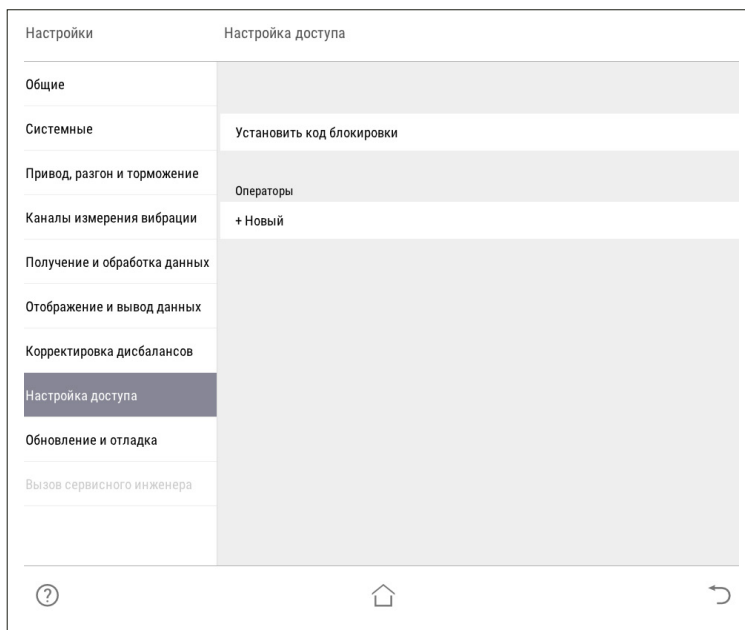 Настройки
Настройка доступа
Общие
Системные
Привод, разгон и торможение
Каналы измерения вибрации
Получение и обработка данных
Отображение и вывод данных
Корректировка дисбалансов
Настройка доступа
Обновление и отладка
Вызов сервисного инженера
Установить код блокировки
Операторы
+ Новый
?